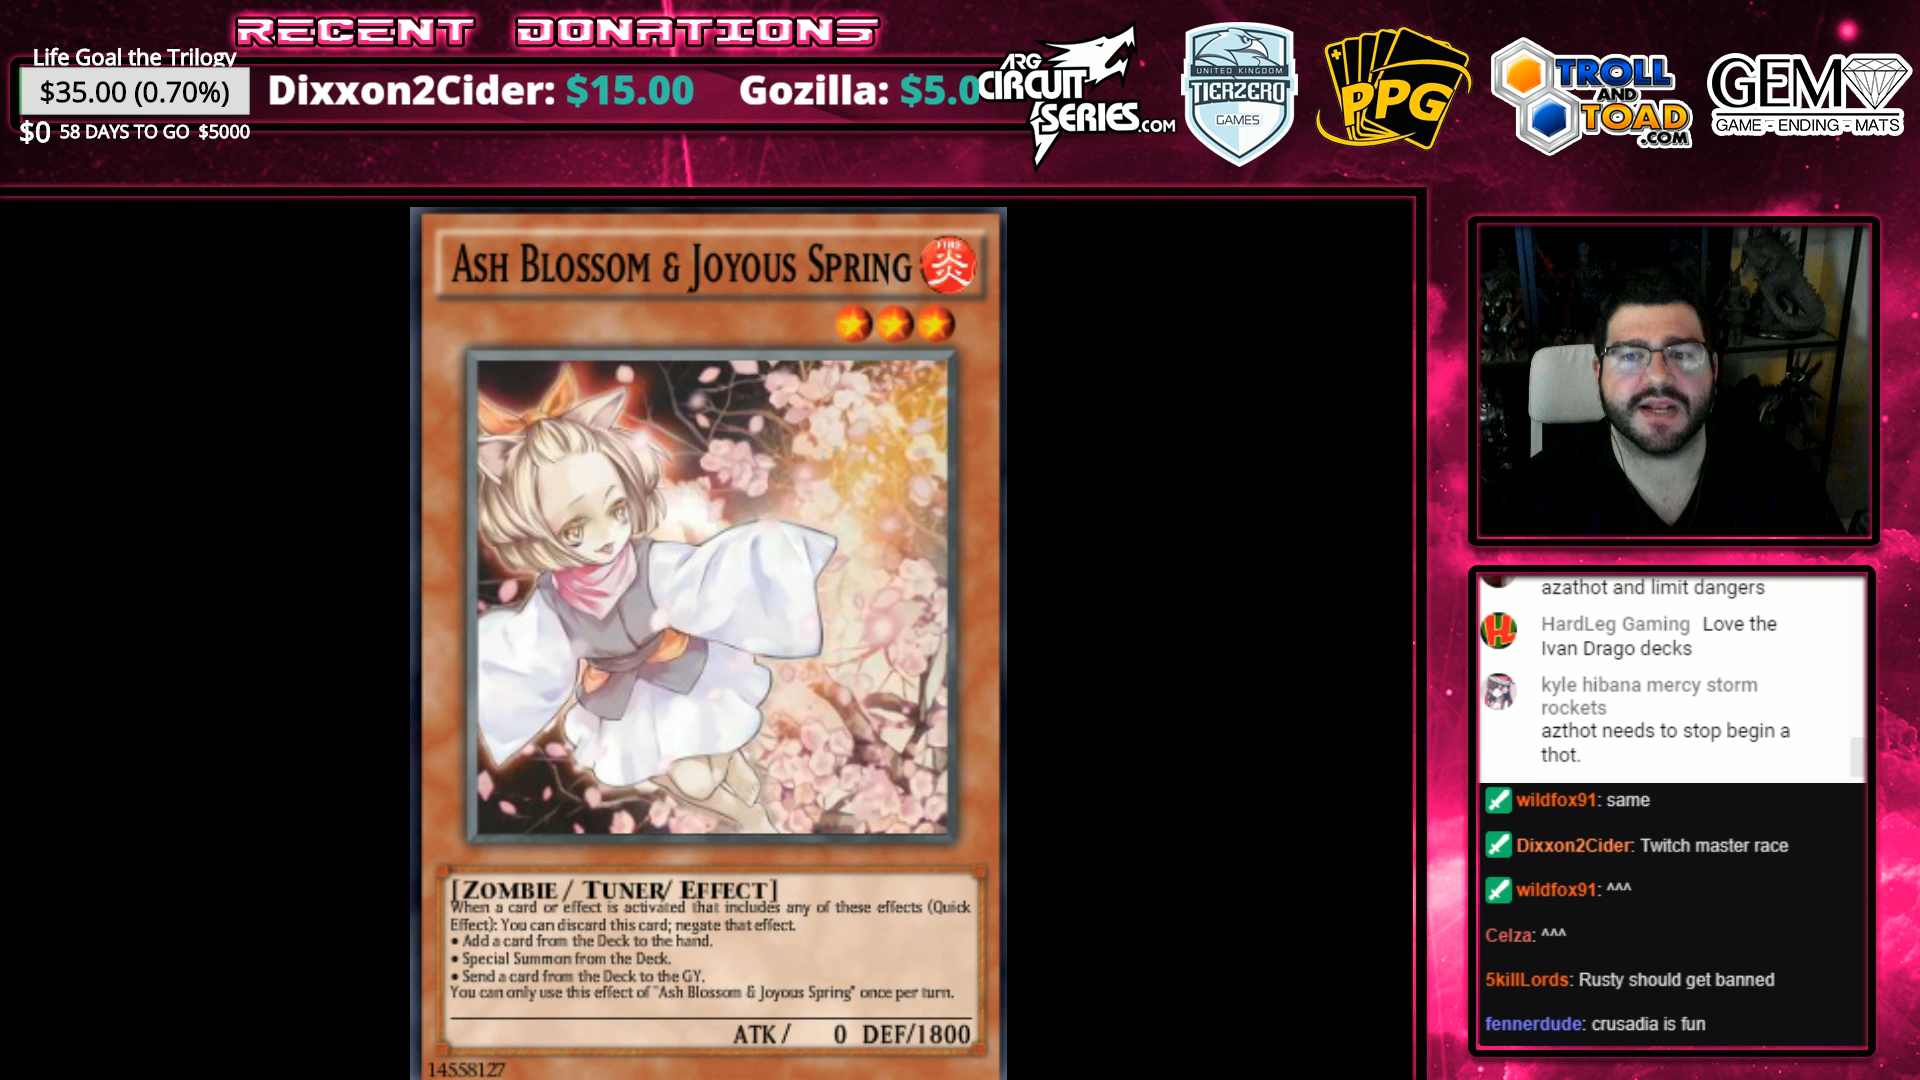 RECENT DONATIONS
Life Goal the Trilogy
$35.00 (0.70%)
$0 58 DAYS TO GO $5000
Dixxon2Cider: $15.00 Gozilla: $5.0
ARG
CIRCUIT
SERIES.COM
UNITED KINGDOM
TIERZERO
GAMES
PPG
TROLL
AND
TOAD
.COM
GEM
GAME - ENDING - MATS
ASH BLOSSOM & JOYOUS SPRING
FIRE
炎
[ZOMBIE / TUNER/ EFFECT]
When a card or effect is activated that includes any of these effects (Quick
Effect): You can discard this card; negate that effect.
• Add a card from the Deck to the hand.
• Special Summon from the Deck.
• Send a card from the Deck to the GY.
You can only use this effect of "Ash Blossom & Joyous Spring" once per turn.
ATK / 0 DEF/1800
14558127
azathot and limit dangers
HardLeg Gaming Love the
Ivan Drago decks
kyle hibana mercy storm
rockets
azthot needs to stop begin a
thot.
wildfox91: same
Dixxon2Cider: Twitch master race
wildfox91: ^^^
Celza: ^^^
5killLords: Rusty should get banned
fennerdude: crusadia is fun